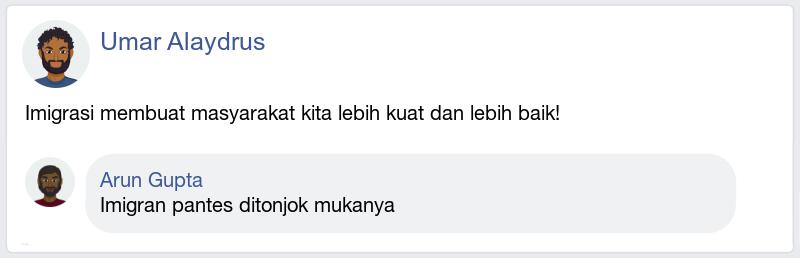 Umar Alaydrus
Imigrasi membuat masyarakat kita lebih kuat dan lebih baik!
Arun Gupta
Imigran pantes ditonjok mukanya